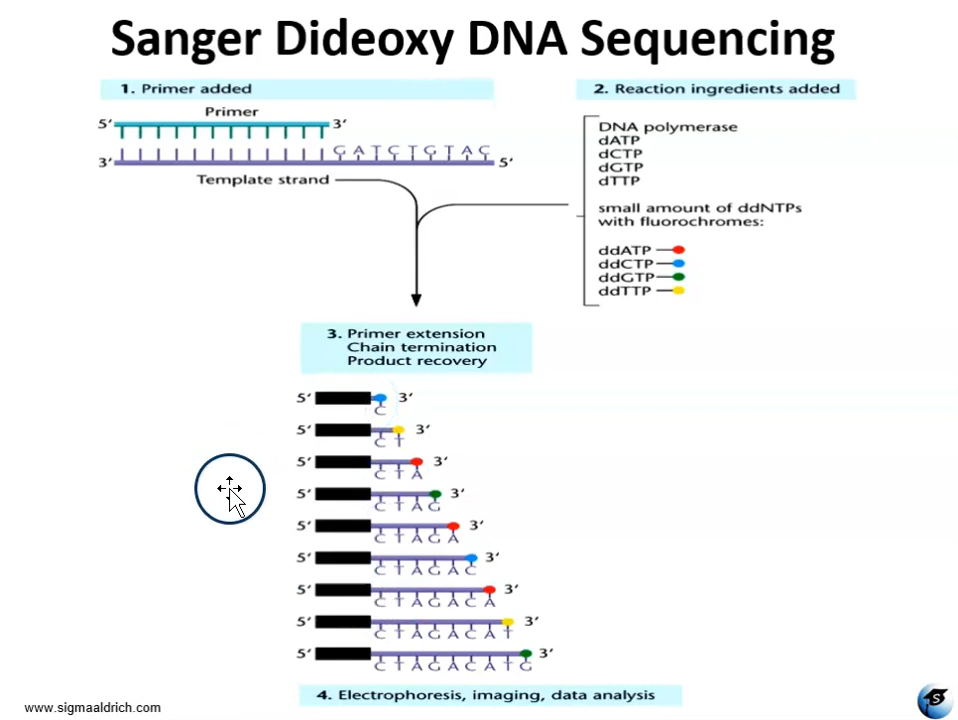 Sanger Dideoxy DNA Sequencing
1. Primer added
Primer
5′ 3′
G A T C T G T A C
3′ 5′
Template strand
2. Reaction ingredients added
DNA polymerase
dATP
dCTP
dGTP
dTTP
small amount of ddNTPs
with fluorochromes:
ddATP
ddCTP
ddGTP
ddTTP
3. Primer extension
Chain termination
Product recovery
5′ 3′
C
5′ 3′
C T
5′ 3′
C T A
5′ 3′
C T A G
5′ 3′
C T A G A
5′ 3′
C T A G A C
5′ 3′
C T A G A C A
5′ 3′
C T A G A C A T
5′ 3′
C T A G A C A T G
4. Electrophoresis, imaging, data analysis
www.sigmaaldrich.com
S